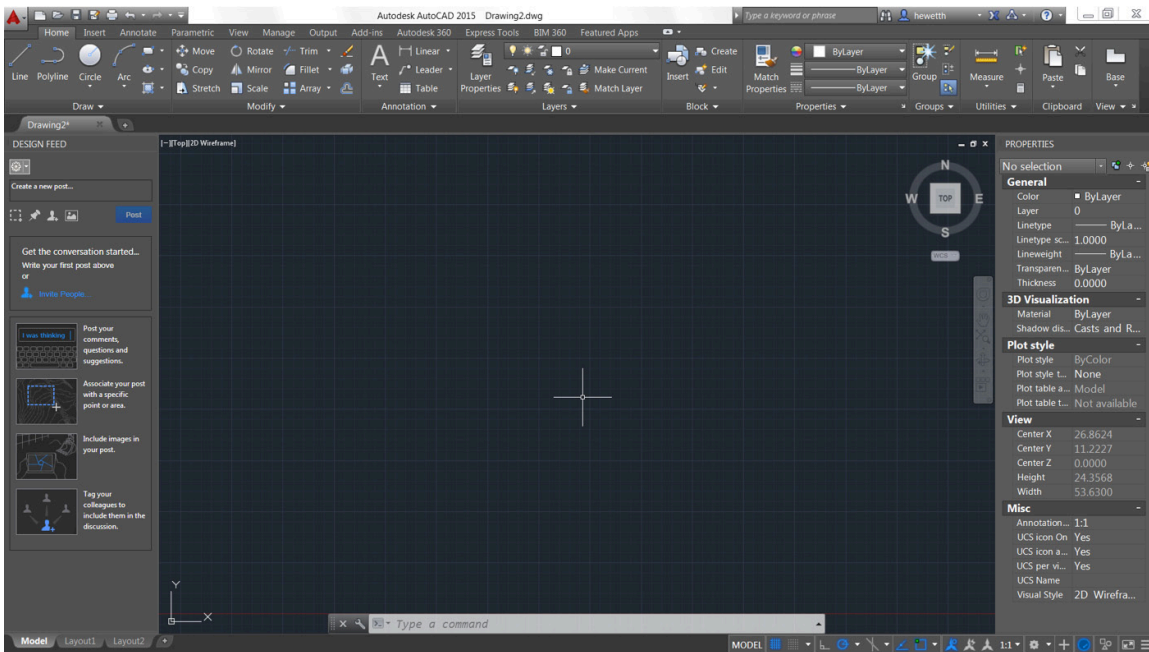 Autodesk AutoCAD 2015 Drawing2.dwg
Type a keyword or phrase
hewetth
Home Insert Annotate Parametric View Manage Output Add-ins Autodesk 360 Express Tools BIM 360 Featured Apps
Line Polyline Circle Arc
Move Rotate Trim
Copy Mirror Fillet
Stretch Scale Array
Text
Linear
Leader
Table
Layer
Properties
0
Make Current
Match Layer
Insert
Create
Edit
Match
Properties
ByLayer
ByLayer
ByLayer
Group
Measure
Paste
Base
Draw Modify Annotation Layers Block Properties Groups Utilities Clipboard View
Drawing2*
DESIGN FEED
Create a new post...
Post
Get the conversation started...
Write your first post above
or
Invite People...
I was thinking
Post your
comments,
questions and
suggestions.
Associate your post
with a specific
point or area.
Include images in
your post.
Tag your
colleagues to
include them in the
discussion.
[−][Top][2D Wireframe]
N
W TOP E
S
WCS
Y
X
Type a command
PROPERTIES
No selection
General
Color ByLayer
Layer 0
Linetype ByLa...
Linetype sc... 1.0000
Lineweight ByLa...
Transparen... ByLayer
Thickness 0.0000
3D Visualization
Material ByLayer
Shadow dis... Casts and R...
Plot style
Plot style ByColor
Plot style t... None
Plot table a... Model
Plot table t... Not available
View
Center X 26.8624
Center Y 11.2227
Center Z 0.0000
Height 24.3568
Width 53.6300
Misc
Annotation... 1:1
UCS icon On Yes
UCS icon a... Yes
UCS per vi... Yes
UCS Name
Visual Style 2D Wirefra...
Model Layout1 Layout2 +
MODEL 1:1